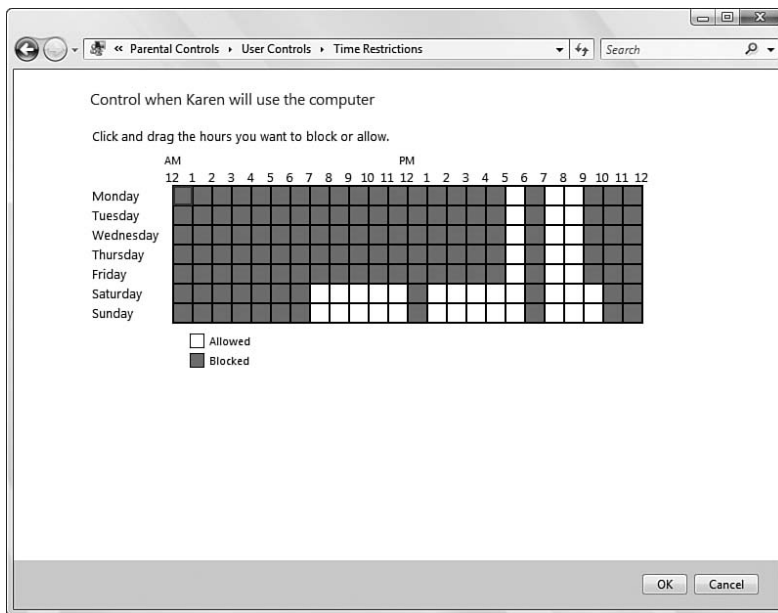 « Parental Controls ▸ User Controls ▸ Time Restrictions Search
Control when Karen will use the computer
Click and drag the hours you want to block or allow.
AM PM
12 1 2 3 4 5 6 7 8 9 10 11 12 1 2 3 4 5 6 7 8 9 10 11 12
Monday
Tuesday
Wednesday
Thursday
Friday
Saturday
Sunday
Allowed
Blocked
OK Cancel